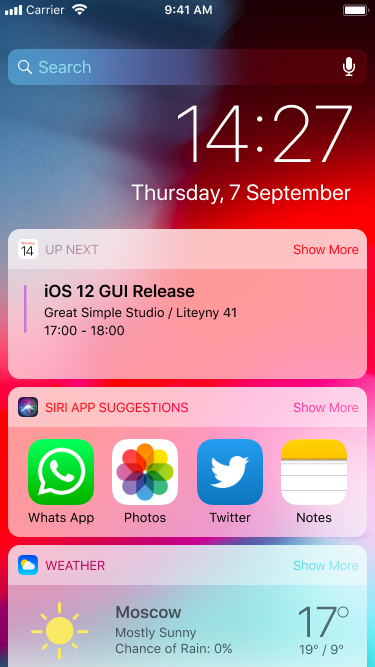 Carrier 9:41 AM
Search
14:27
Thursday, 7 September
Monday
14 UP NEXT Show More
iOS 12 GUI Release
Great Simple Studio / Liteyny 41
17:00 - 18:00
SIRI APP SUGGESTIONS Show More
Whats App Photos Twitter Notes
WEATHER Show More
Moscow 17°
Mostly Sunny
Chance of Rain: 0% 19° / 9°